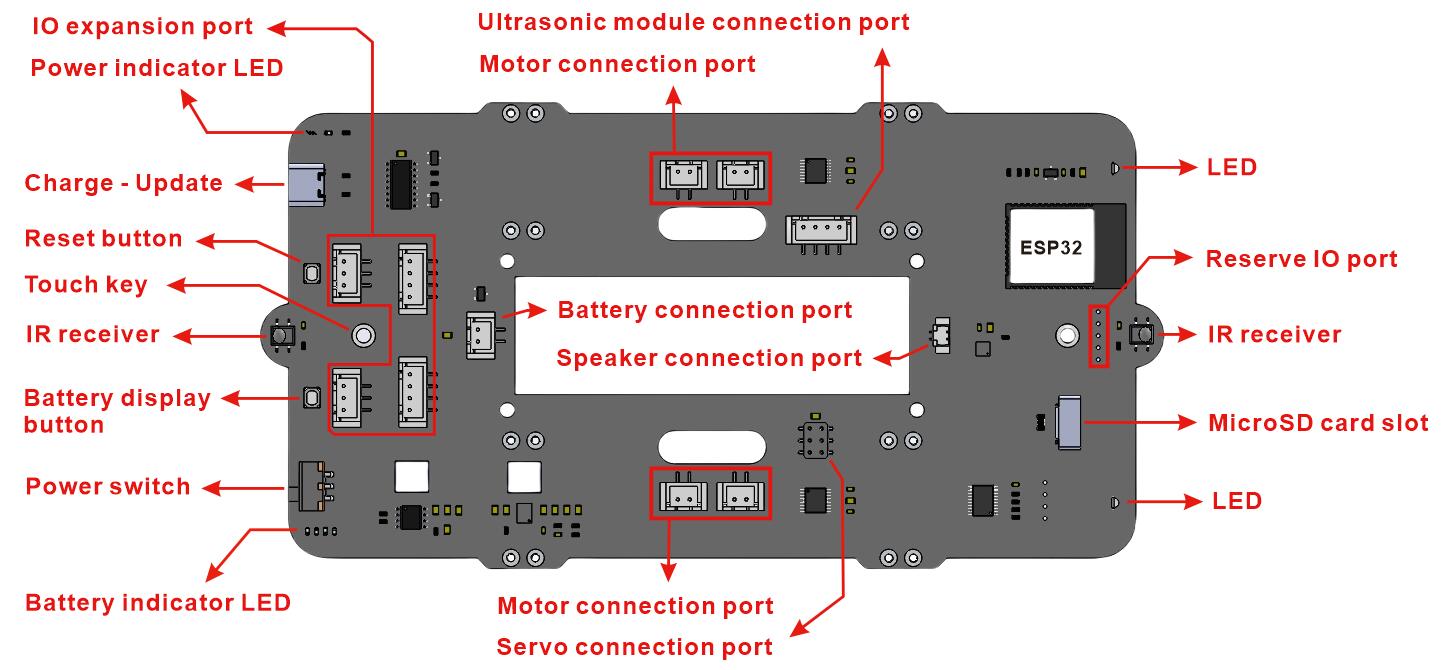 IO expansion port
Ultrasonic module connection port
Power indicator LED
Motor connection port
Charge - Update
LED
Reset button
ESP32
Reserve IO port
Touch key
Battery connection port
IR receiver
IR receiver
Speaker connection port
Battery display
button
MicroSD card slot
Power switch
LED
Battery indicator LED
Motor connection port
Servo connection port